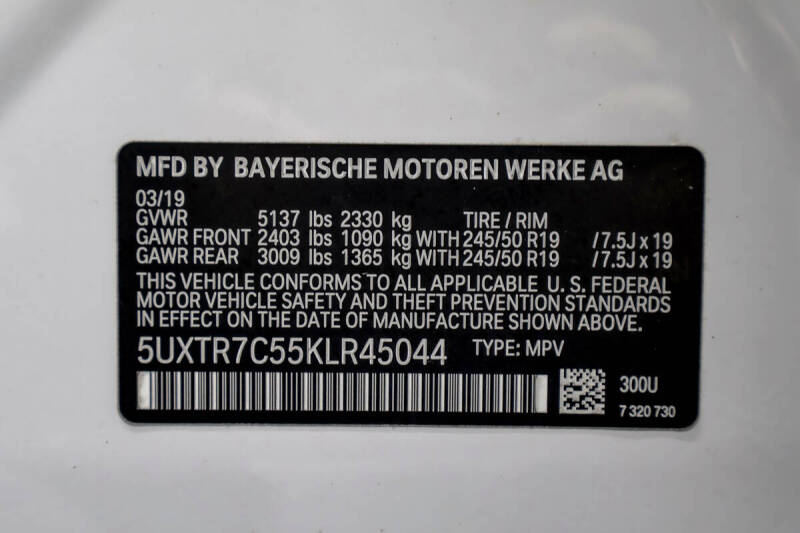 MFD BY BAYERISCHE MOTOREN WERKE AG
03/19
GVWR 5137 lbs 2330 kg TIRE / RIM
GAWR FRONT 2403 lbs 1090 kg WITH 245/50 R19 /7.5J x 19
GAWR REAR 3009 lbs 1365 kg WITH 245/50 R19 /7.5J x 19
THIS VEHICLE CONFORMS TO ALL APPLICABLE U.S. FEDERAL
MOTOR VEHICLE SAFETY AND THEFT PREVENTION STANDARDS
IN EFFECT ON THE DATE OF MANUFACTURE SHOWN ABOVE.
5UXTR7C55KLR45044 TYPE: MPV
300U
7 320 730